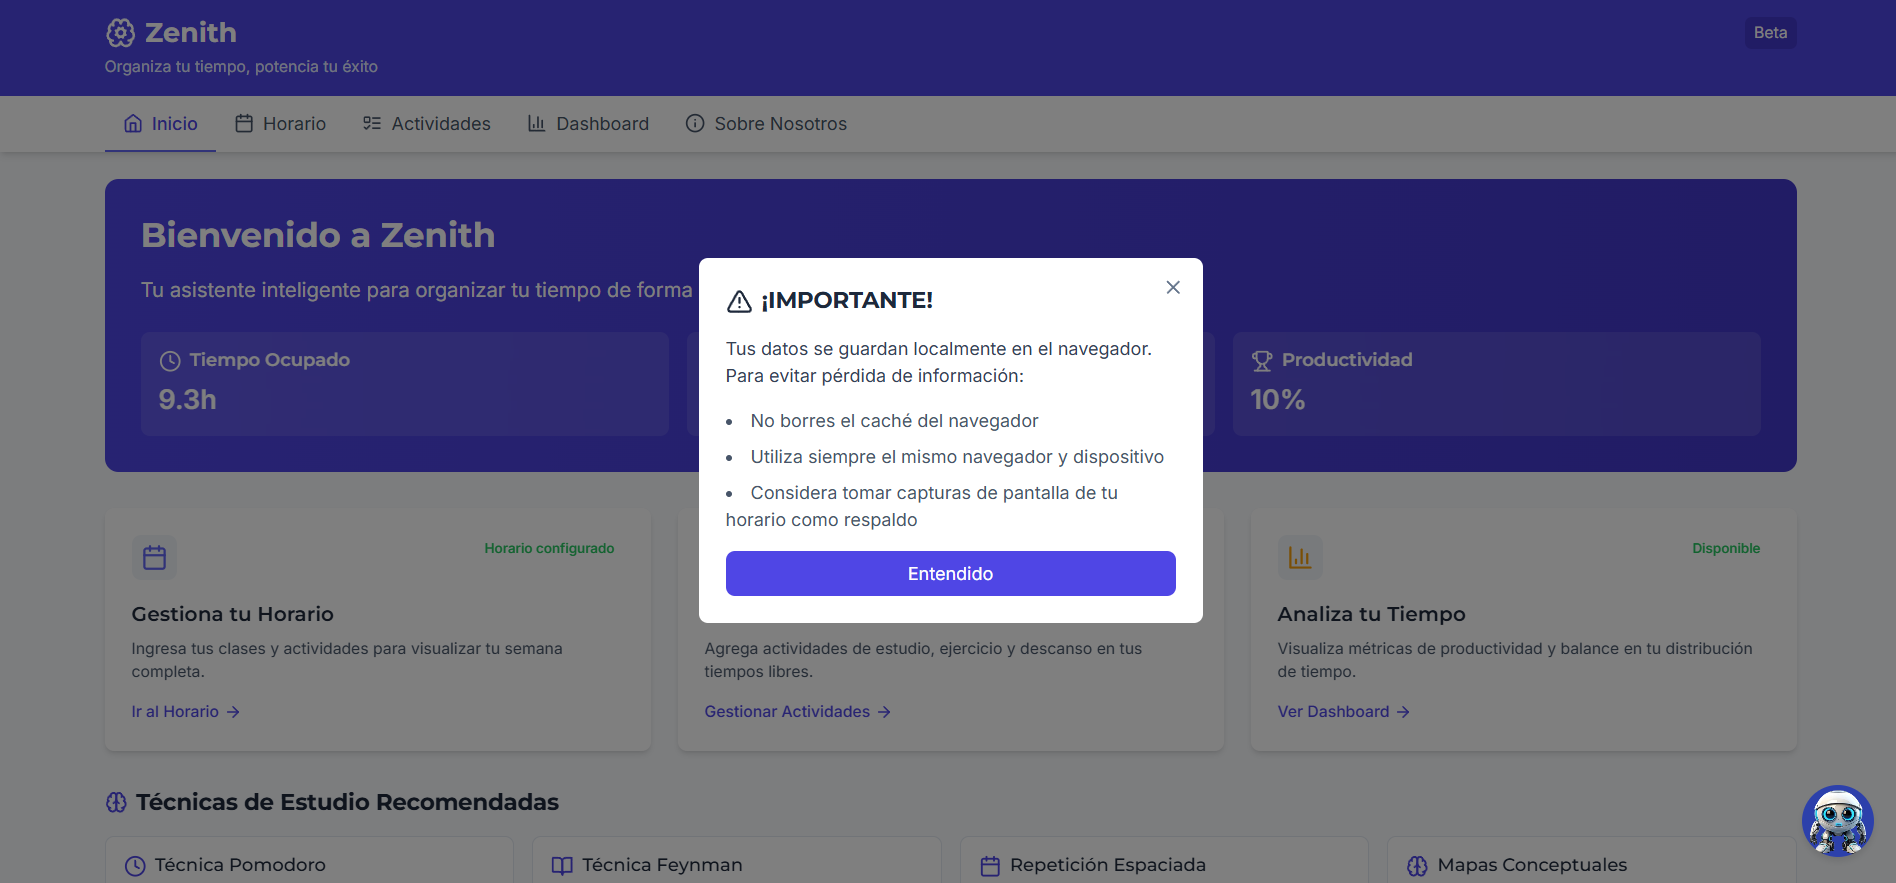 Zenith
Organiza tu tiempo, potencia tu éxito
Beta
Inicio
Horario
Actividades
Dashboard
Sobre Nosotros
Bienvenido a Zenith
Tu asistente inteligente para organizar tu tiempo de forma
Tiempo Ocupado
9.3h
Productividad
10%
¡IMPORTANTE!
Tus datos se guardan localmente en el navegador.
Para evitar pérdida de información:
• No borres el caché del navegador
• Utiliza siempre el mismo navegador y dispositivo
• Considera tomar capturas de pantalla de tu
horario como respaldo
Entendido
Horario configurado
Gestiona tu Horario
Ingresa tus clases y actividades para visualizar tu semana
completa.
Ir al Horario →
Agrega actividades de estudio, ejercicio y descanso en tus
tiempos libres.
Gestionar Actividades →
Disponible
Analiza tu Tiempo
Visualiza métricas de productividad y balance en tu distribución
de tiempo.
Ver Dashboard →
Técnicas de Estudio Recomendadas
Técnica Pomodoro
Técnica Feynman
Repetición Espaciada
Mapas Conceptuales